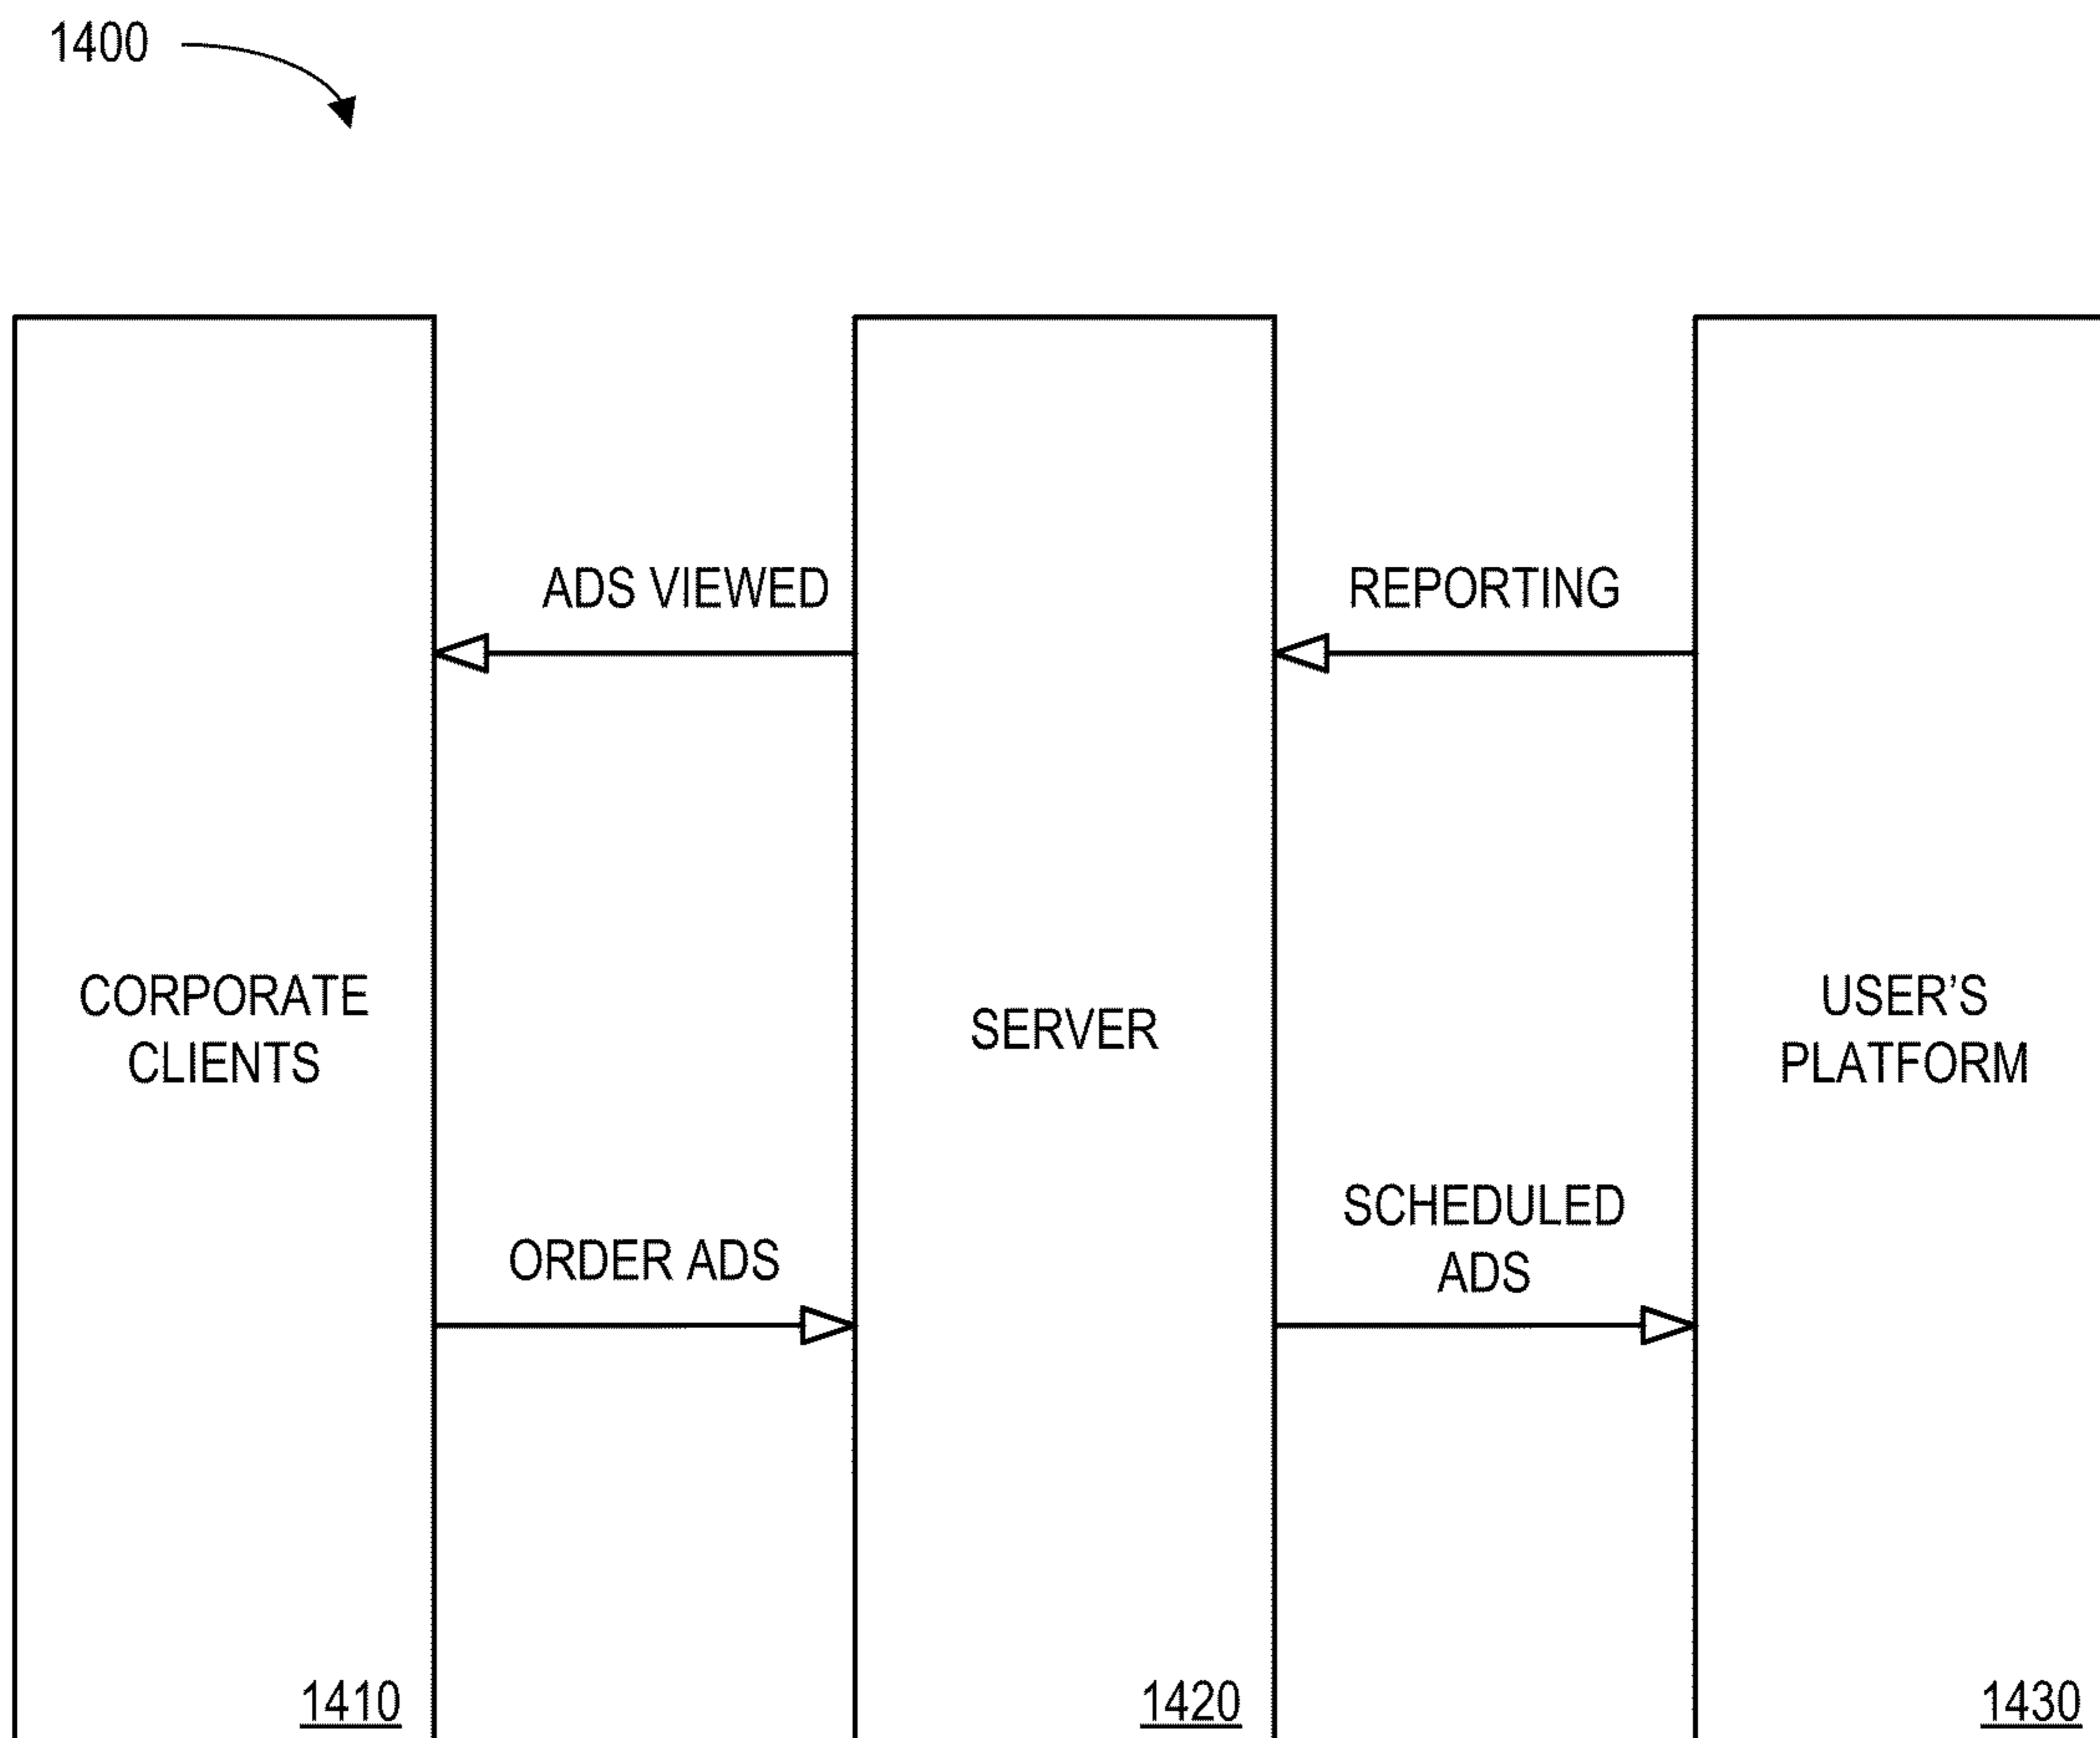 1400
ADS VIEWED
REPORTING
CORPORATE
CLIENTS
SERVER
USER'S
PLATFORM
ORDER ADS
SCHEDULED
ADS
1410
1420
1430